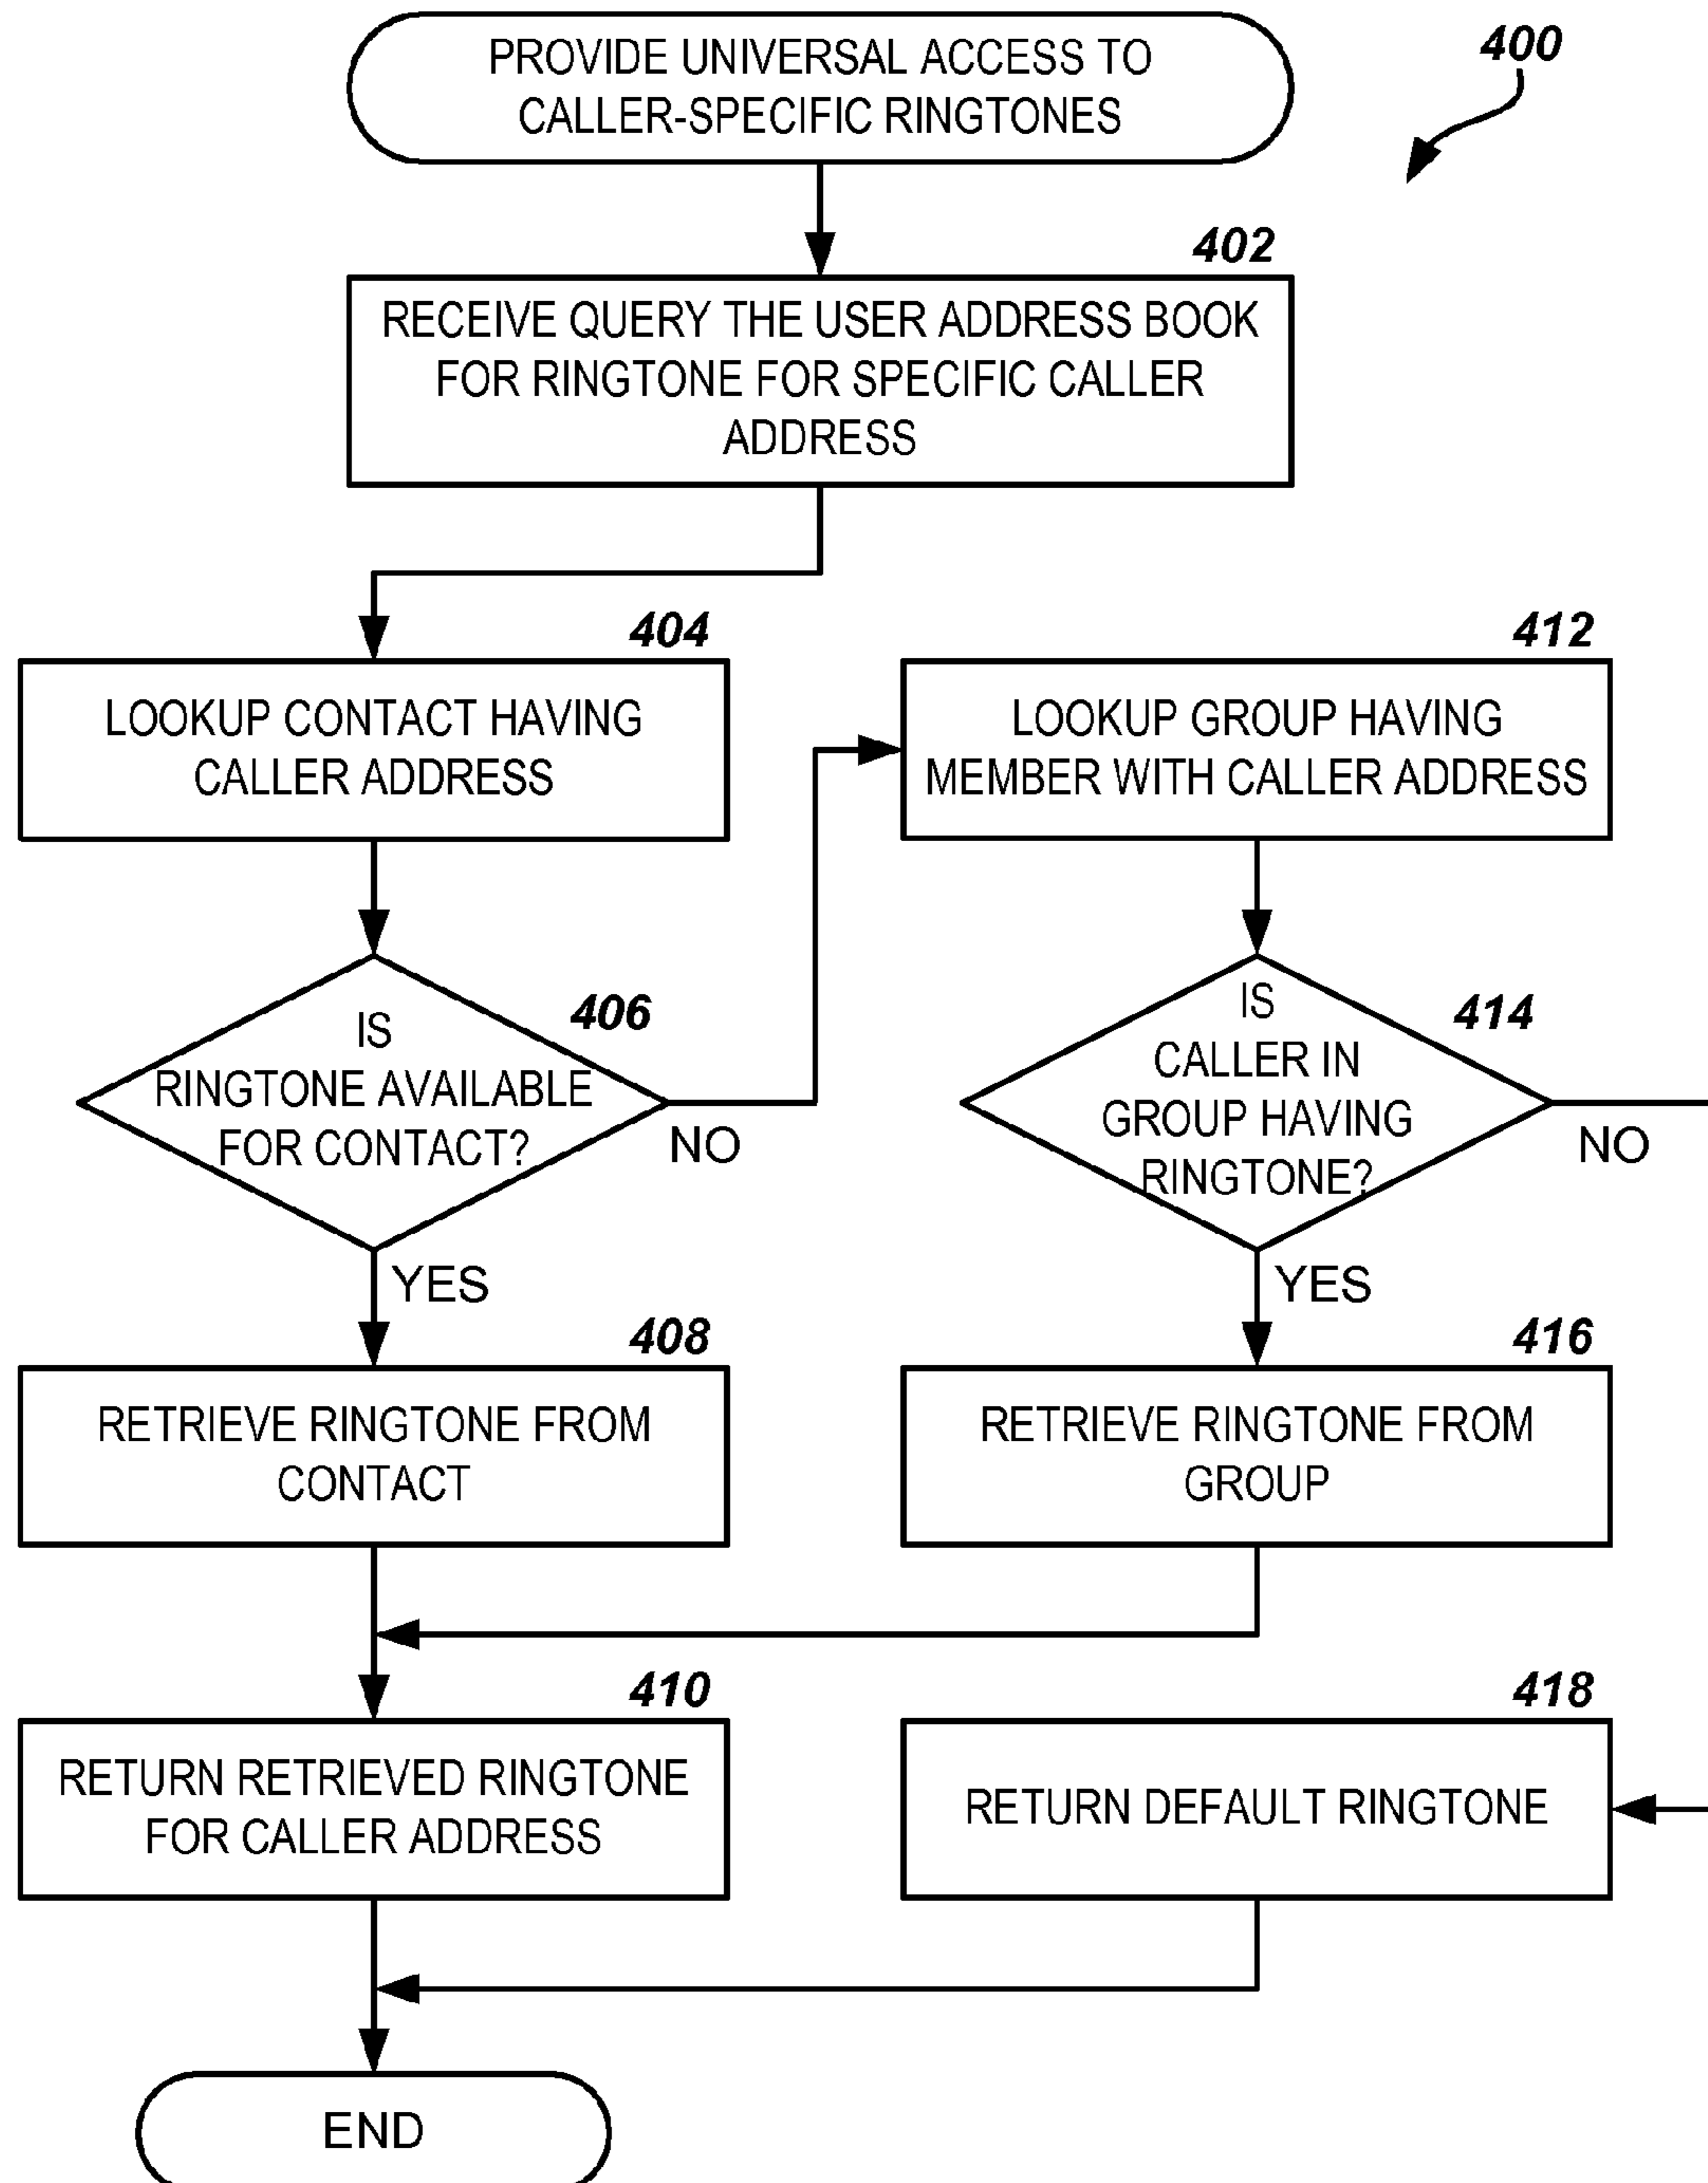 PROVIDE UNIVERSAL ACCESS TO
CALLER-SPECIFIC RINGTONES
400
402
RECEIVE QUERY THE USER ADDRESS BOOK
FOR RINGTONE FOR SPECIFIC CALLER
ADDRESS
404
LOOKUP CONTACT HAVING
CALLER ADDRESS
412
LOOKUP GROUP HAVING
MEMBER WITH CALLER ADDRESS
406
IS
RINGTONE AVAILABLE
FOR CONTACT?
NO
YES
414
IS
CALLER IN
GROUP HAVING
RINGTONE?
NO
YES
408
RETRIEVE RINGTONE FROM
CONTACT
416
RETRIEVE RINGTONE FROM
GROUP
410
RETURN RETRIEVED RINGTONE
FOR CALLER ADDRESS
418
RETURN DEFAULT RINGTONE
END